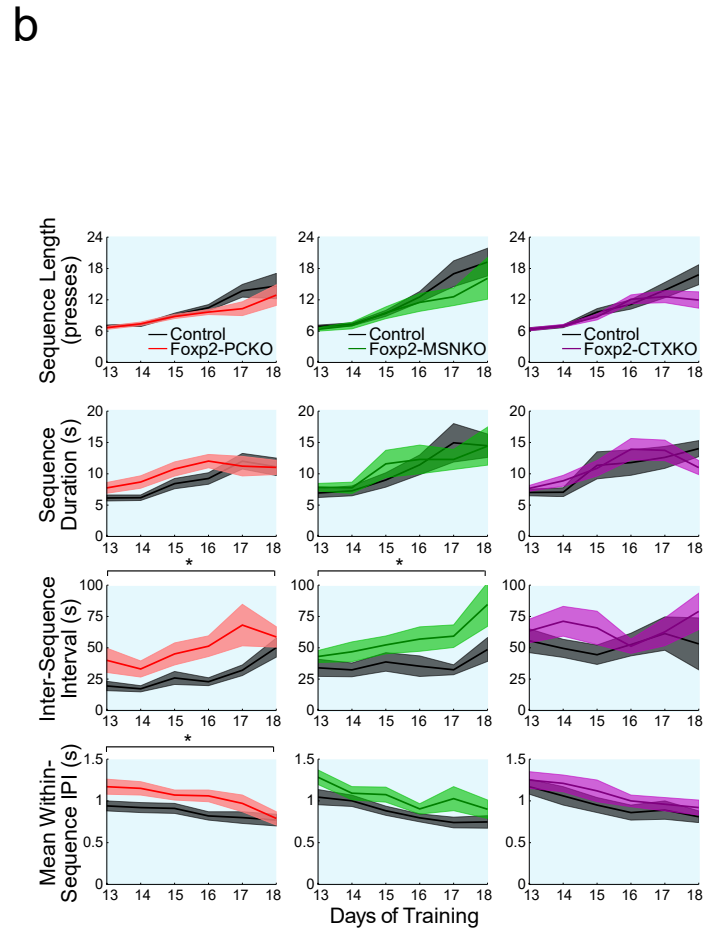 b
Sequence Length
(presses)
24
18
12
6
0
Control
Foxp2-PCKO
13 14 15 16 17 18
24
18
12
6
0
Control
Foxp2-MSNKO
13 14 15 16 17 18
24
18
12
6
0
Control
Foxp2-CTXKO
13 14 15 16 17 18
Sequence
Duration (s)
20
15
10
5
0
13 14 15 16 17 18
20
15
10
5
0
13 14 15 16 17 18
20
15
10
5
0
13 14 15 16 17 18
Inter-Sequence
Interval (s)
*
100
75
50
25
0
13 14 15 16 17 18
*
100
75
50
25
0
13 14 15 16 17 18
100
75
50
25
0
13 14 15 16 17 18
Mean Within-
Sequence IPI (s)
*
1.5
1
0.5
0
13 14 15 16 17 18
1.5
1
0.5
0
13 14 15 16 17 18
1.5
1
0.5
0
13 14 15 16 17 18
Days of Training